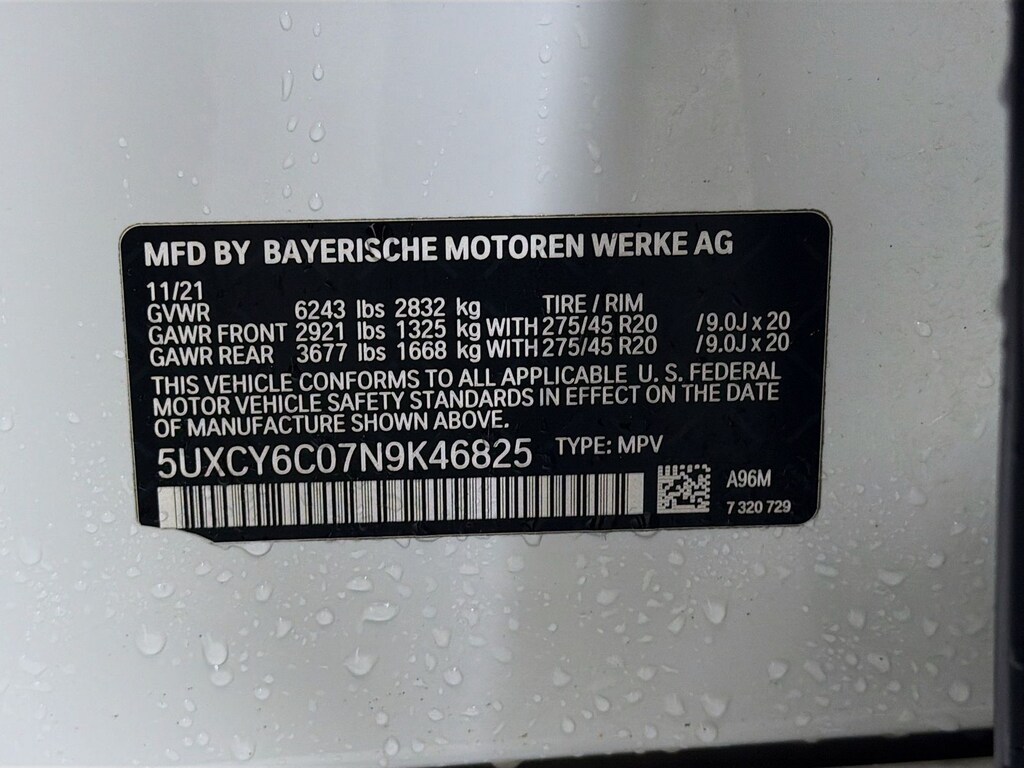 MFD BY BAYERISCHE MOTOREN WERKE AG
11/21 TIRE / RIM
GVWR 6243 lbs 2832 kg
GAWR FRONT 2921 lbs 1325 kg WITH 275/45 R20 /9.0J x 20
GAWR REAR 3677 lbs 1668 kg WITH 275/45 R20 /9.0J x 20
THIS VEHICLE CONFORMS TO ALL APPLICABLE U. S. FEDERAL
MOTOR VEHICLE SAFETY STANDARDS IN EFFECT ON THE DATE
OF MANUFACTURE SHOWN ABOVE.
5UXCY6C07N9K46825 TYPE: MPV
A96M
7 320 729